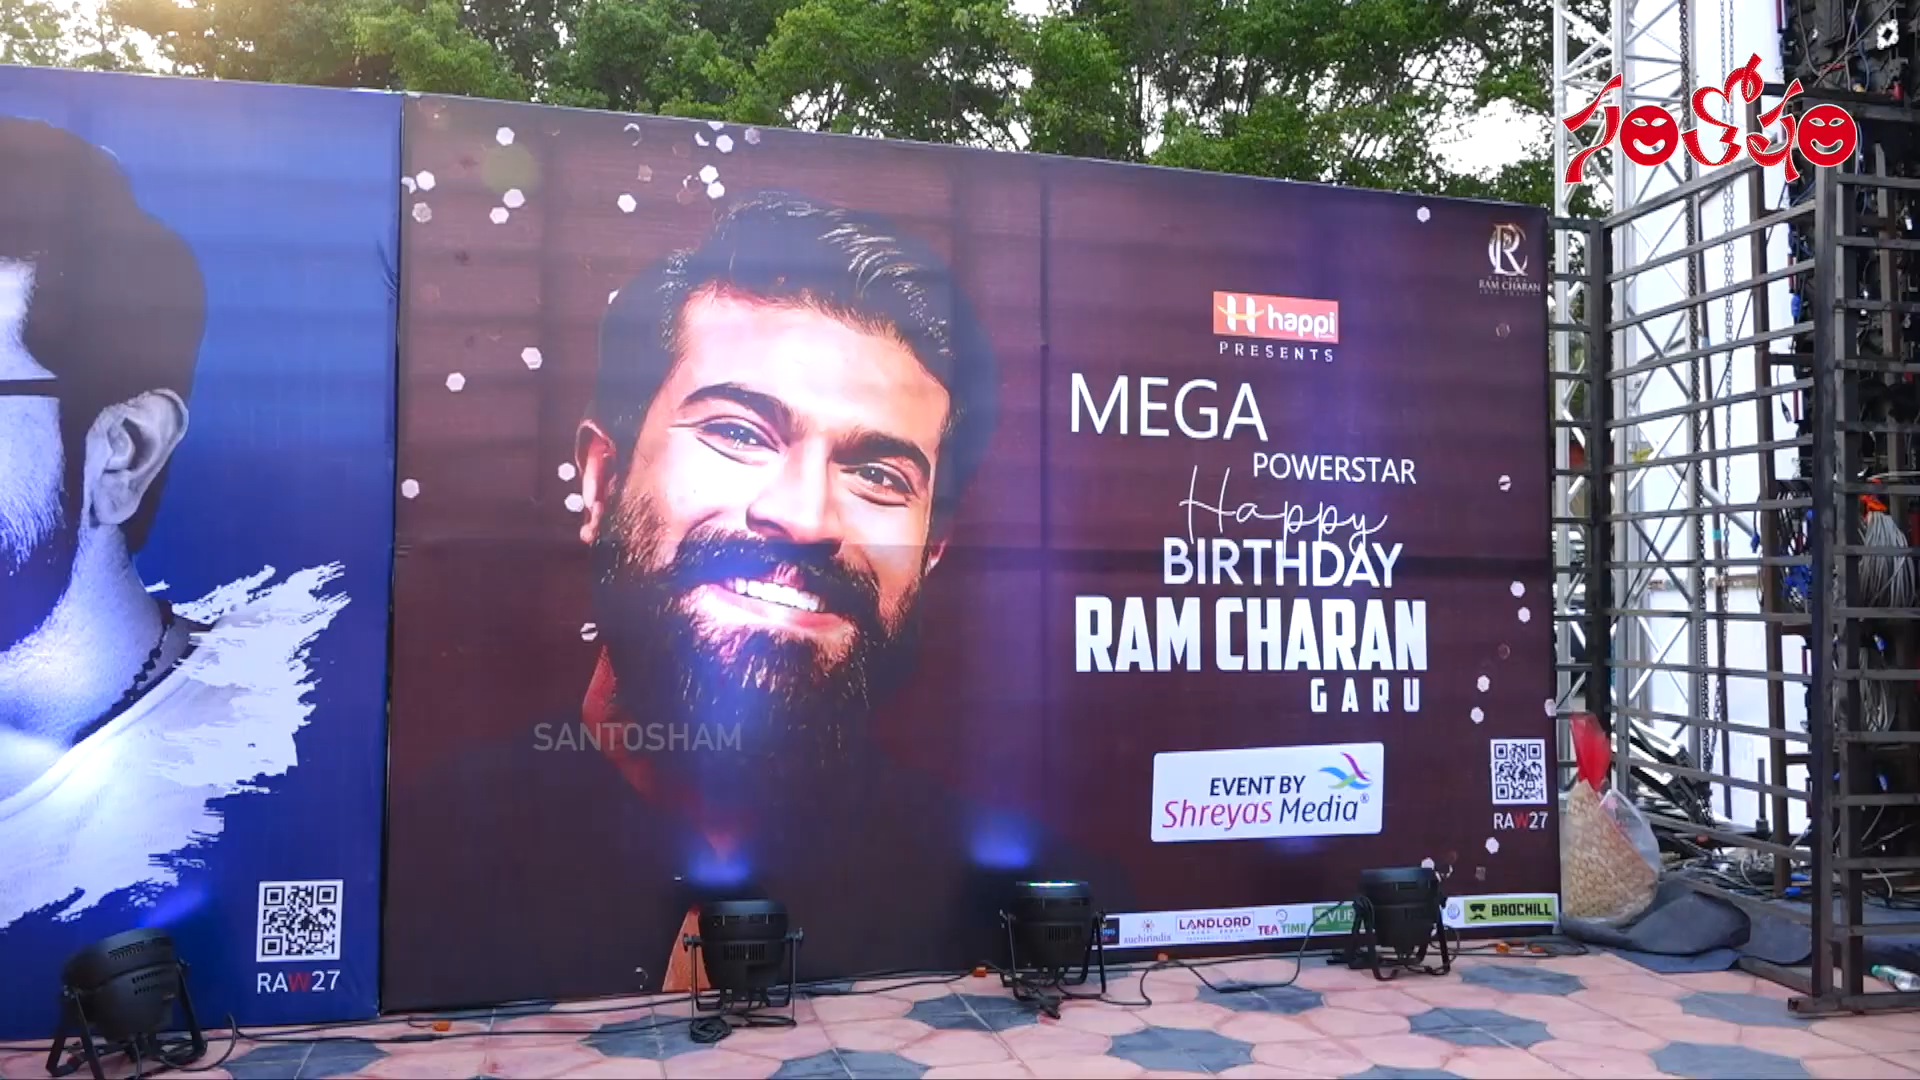 సంతోషం
RC
RAM CHARAN
H happi
PRESENTS
MEGA
POWERSTAR
Happy
BIRTHDAY
RAM CHARAN
GARU
SANTOSHAM
EVENT BY
Shreyas Media®
RAW27
RAW27
suchirindia
LANDLORD
TEA TIME
BROCHILL